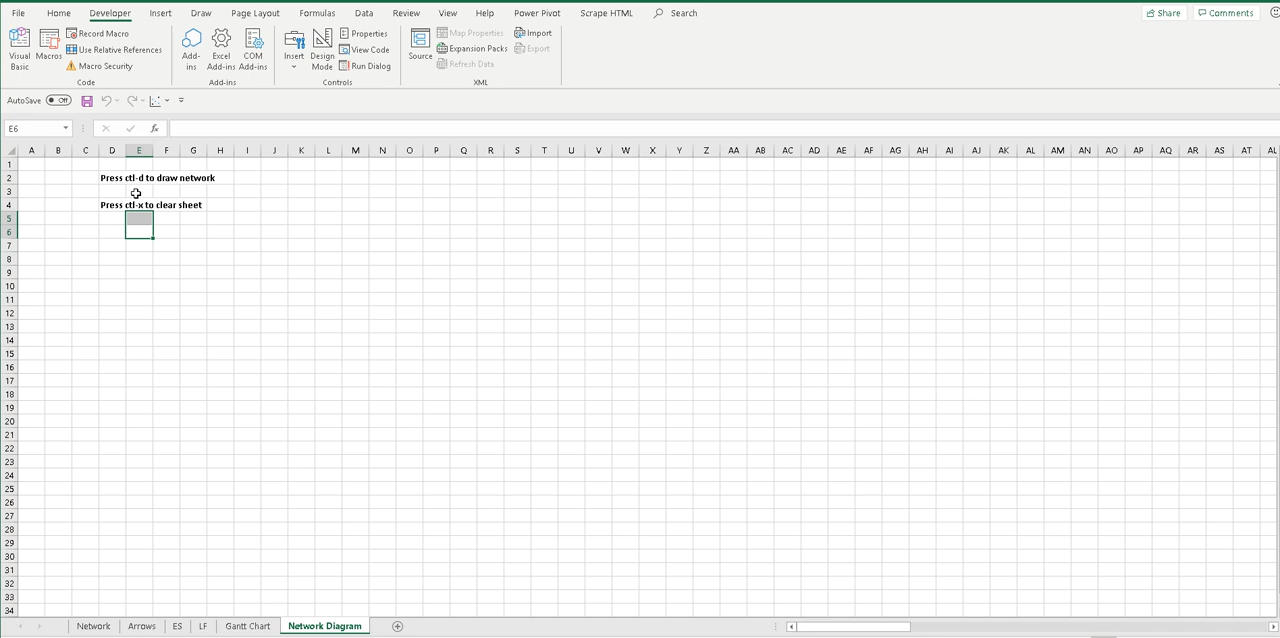 File Home Developer Insert Draw Page Layout Formulas Data Review View Help Power Pivot Scrape HTML Search Share Comments
Visual Basic
Macros
Record Macro
Use Relative References
Macro Security
Code
Add-ins
Excel Add-ins
COM Add-ins
Add-ins
Insert
Design Mode
Properties
View Code
Run Dialog
Controls
Source
Map Properties
Expansion Packs
Refresh Data
Import
Export
XML
AutoSave Off
E6 fx
A B C D E F G H I J K L M N O P Q R S T U V W X Y Z AA AB AC AD AE AF AG AH AI AJ AK AL AM AN AO AP AQ AR AS AT AU AV... AL
1
2 Press ctl-d to draw network
3
4 Press ctl-x to clear sheet
5
6
7
8
9
10
11
12
13
14
15
16
17
18
19
20
21
22
23
24
25
26
27
28
29
30
31
32
33
34
Network Arrows ES LF Gantt Chart Network Diagram